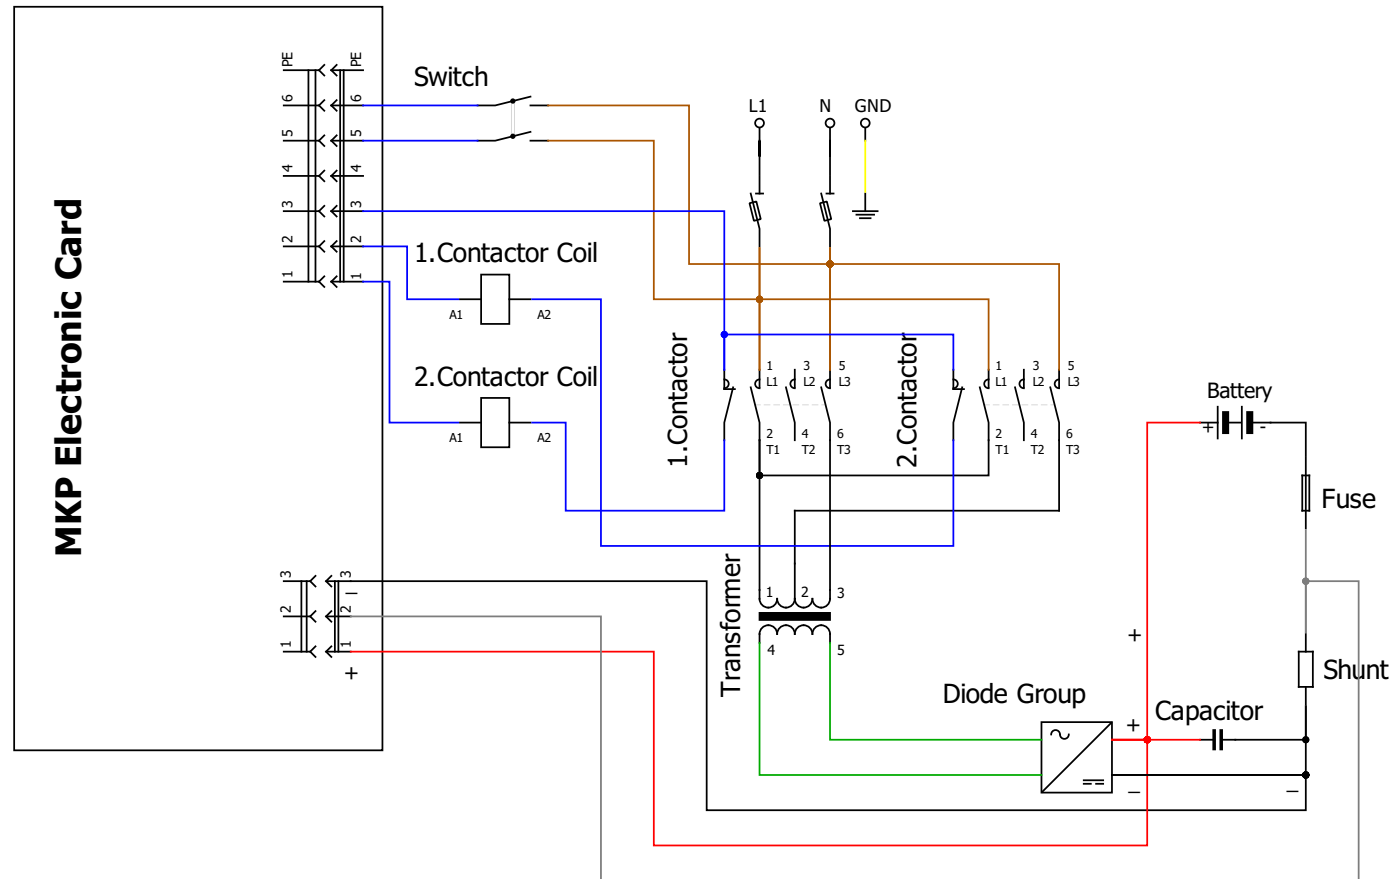 MKP Electronic Card
PE PE
6 6
5 5
4 4
3 3
2 2
1 1
Switch
L1 N GND
1.Contactor Coil
A1 A2
2.Contactor Coil
A1 A2
1.Contactor
1 3 5
L1 L2 L3
2 4 6
T1 T2 T3
2.Contactor
1 3 5
L1 L2 L3
2 4 6
T1 T2 T3
Battery
+ -
Fuse
Shunt
Transformer
1 2 3
4 5
3 3
−
2 2
1 1
+
Diode Group
+
+
−
Capacitor
−